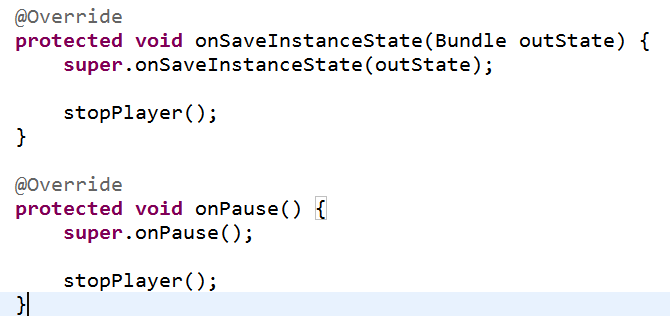 @Override
protected void onSaveInstanceState(Bundle outState) {
    super.onSaveInstanceState(outState);

    stopPlayer();
}

@Override
protected void onPause() {
    super.onPause();

    stopPlayer();
}